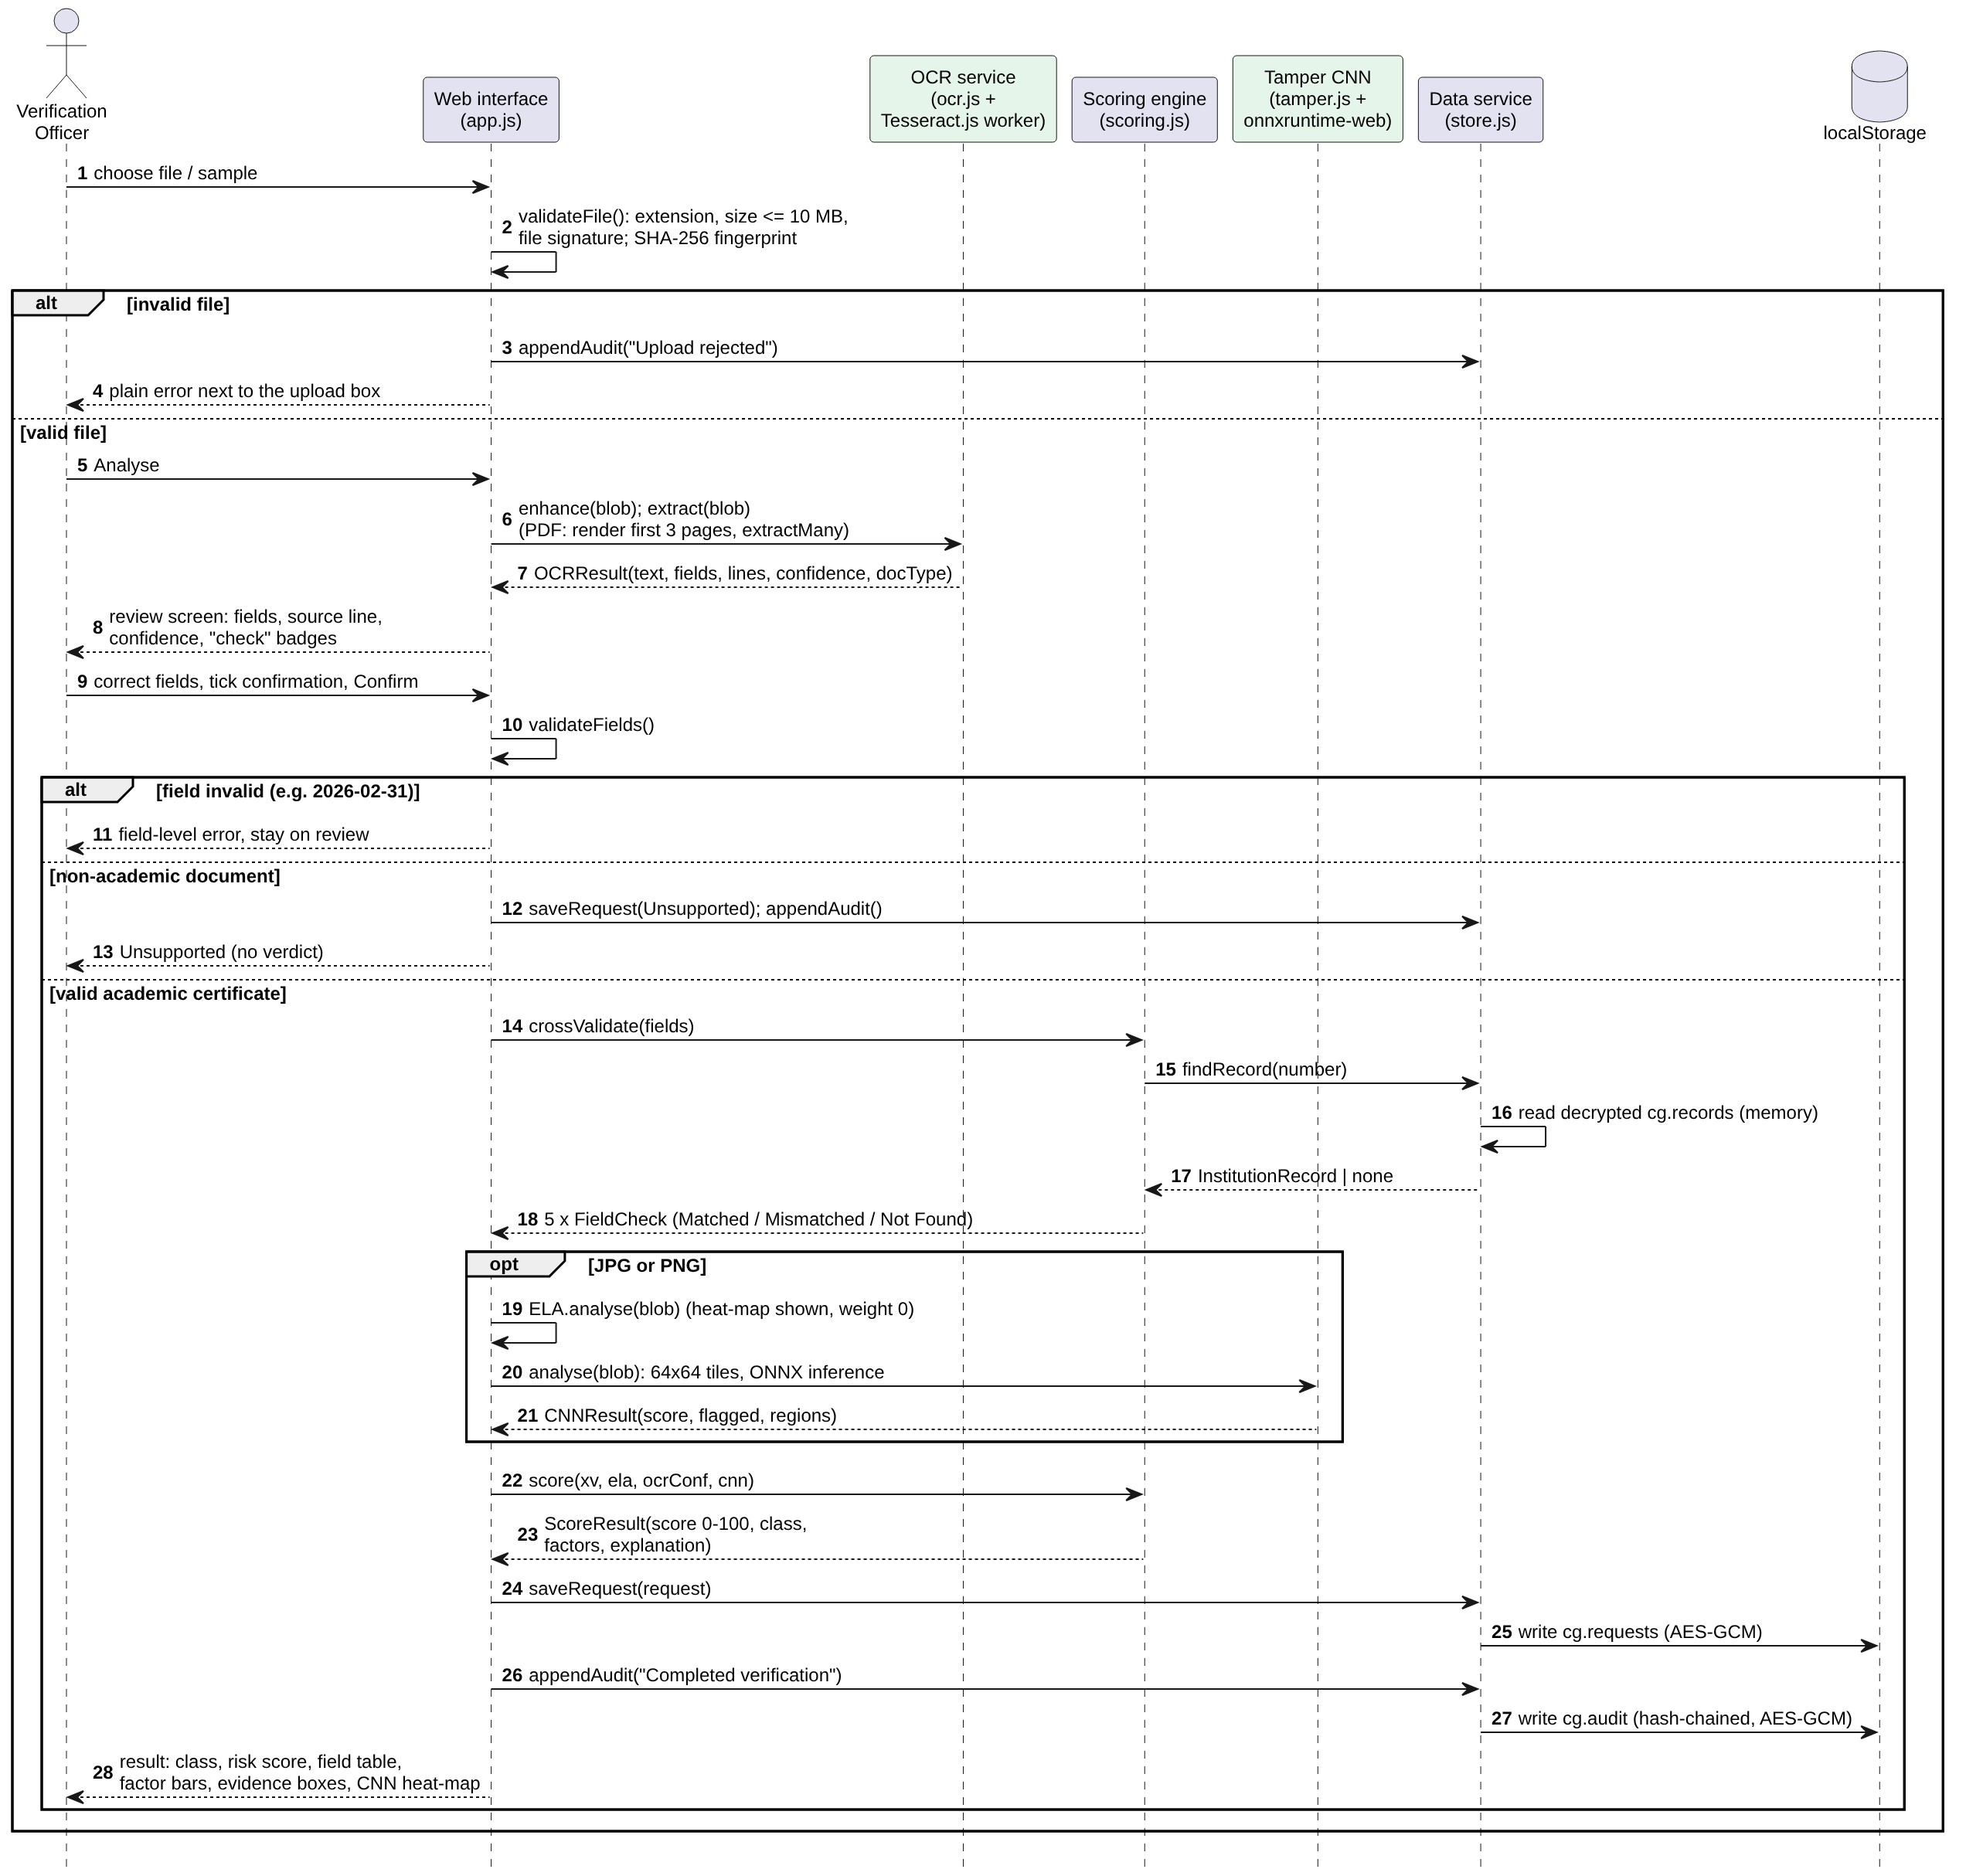 Verification
Officer
Web interface
(app.js)
OCR service
(ocr.js +
Tesseract.js worker)
Scoring engine
(scoring.js)
Tamper CNN
(tamper.js +
onnxruntime-web)
Data service
(store.js)
localStorage
1 choose file / sample
2 validateFile(): extension, size <= 10 MB,
file signature; SHA-256 fingerprint
alt [invalid file]
3 appendAudit("Upload rejected")
4 plain error next to the upload box
[valid file]
5 Analyse
6 enhance(blob); extract(blob)
(PDF: render first 3 pages, extractMany)
7 OCRResult(text, fields, lines, confidence, docType)
8 review screen: fields, source line,
confidence, "check" badges
9 correct fields, tick confirmation, Confirm
10 validateFields()
alt [field invalid (e.g. 2026-02-31)]
11 field-level error, stay on review
[non-academic document]
12 saveRequest(Unsupported); appendAudit()
13 Unsupported (no verdict)
[valid academic certificate]
14 crossValidate(fields)
15 findRecord(number)
16 read decrypted cg.records (memory)
17 InstitutionRecord | none
18 5 x FieldCheck (Matched / Mismatched / Not Found)
opt [JPG or PNG]
19 ELA.analyse(blob) (heat-map shown, weight 0)
20 analyse(blob): 64x64 tiles, ONNX inference
21 CNNResult(score, flagged, regions)
22 score(xv, ela, ocrConf, cnn)
23 ScoreResult(score 0-100, class,
factors, explanation)
24 saveRequest(request)
25 write cg.requests (AES-GCM)
26 appendAudit("Completed verification")
27 write cg.audit (hash-chained, AES-GCM)
28 result: class, risk score, field table,
factor bars, evidence boxes, CNN heat-map